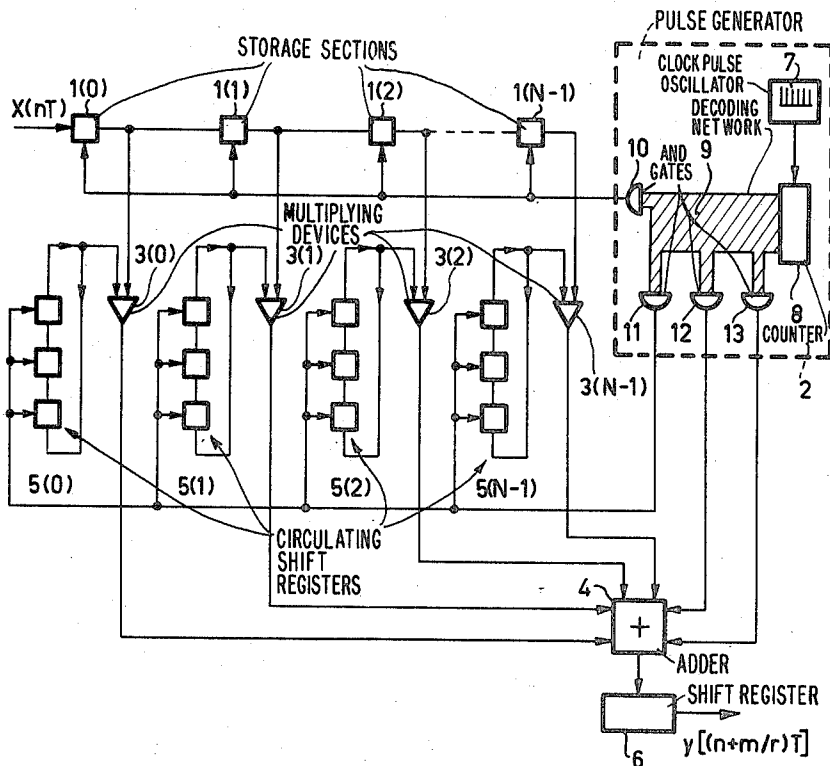 PULSE GENERATOR
STORAGE SECTIONS
CLOCK PULSE
OSCILLATOR
DECODING
NETWORK
7
1(0)
1(1)
1(2)
1(N-1)
X(nT)
10
AND
GATES
9
MULTIPLYING
DEVICES
3(0)
3(1)
3(2)
3(N-1)
11
12
13
8
COUNTER
2
5(0)
5(1)
5(2)
5(N-1)
CIRCULATING
SHIFT
REGISTERS
4
+
ADDER
SHIFT REGISTER
6
y[(n+m/r)T]